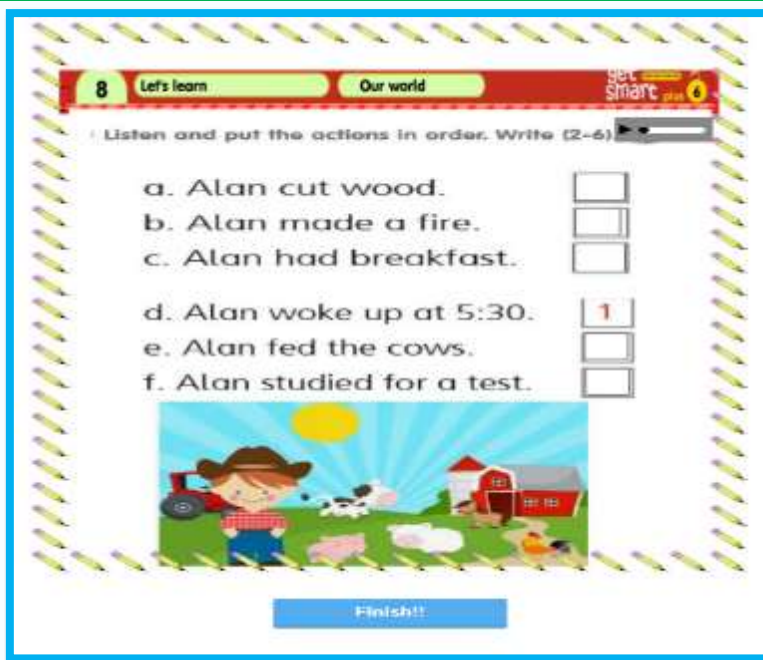 8 Let's learn Our world get smart plus 6
Listen and put the actions in order. Write (2-6).
a. Alan cut wood.
b. Alan made a fire.
c. Alan had breakfast.
d. Alan woke up at 5:30. 1
e. Alan fed the cows.
f. Alan studied for a test.
Finish!!